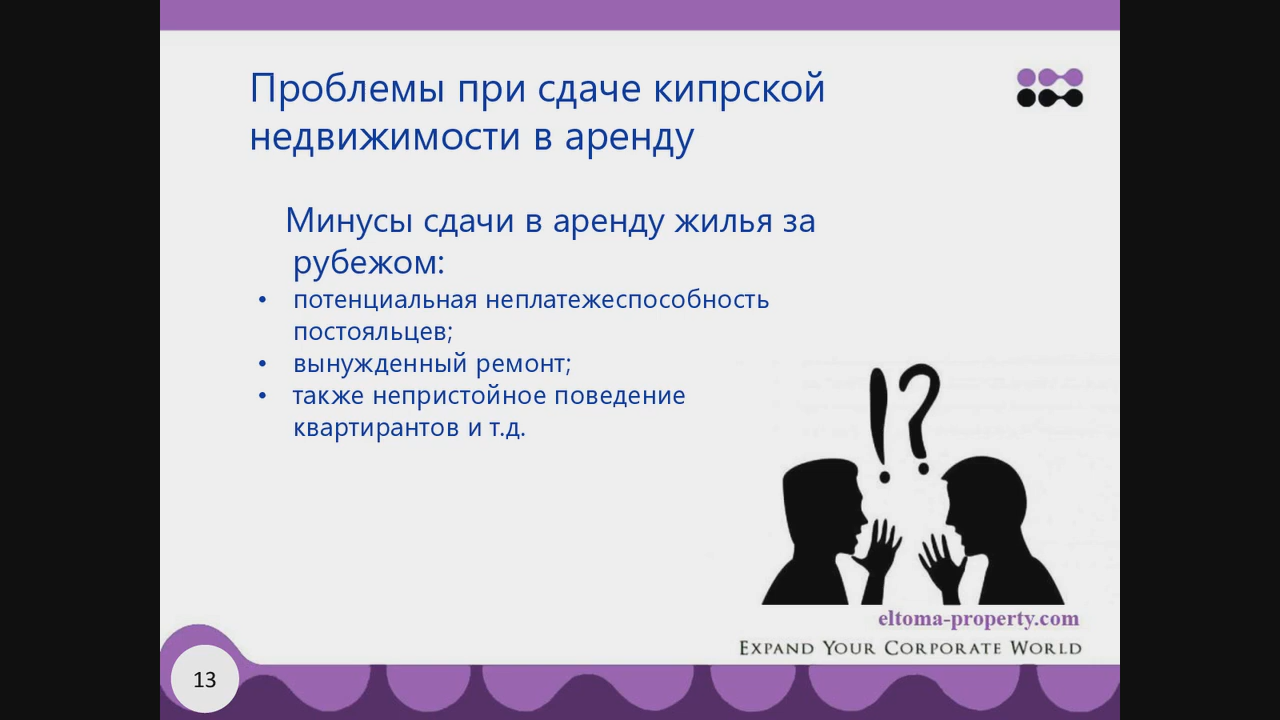 Проблемы при сдаче кипрской
недвижимости в аренду
Минусы сдачи в аренду жилья за
рубежом:
• потенциальная неплатежеспособность
постояльцев;
• вынужденный ремонт;
• также непристойное поведение
квартирантов и т.д.
!?
eltoma-property.com
EXPAND YOUR CORPORATE WORLD
13